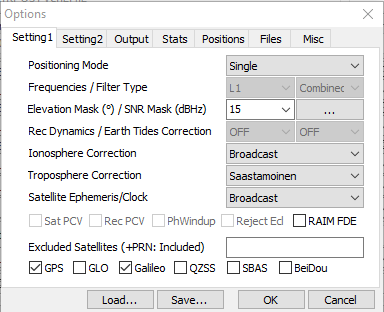 Options
Setting1 Setting2 Output Stats Positions Files Misc
Positioning Mode Single
Frequencies / Filter Type L1 Combined
Elevation Mask (°) / SNR Mask (dBHz) 15 ...
Rec Dynamics / Earth Tides Correction OFF OFF
Ionosphere Correction Broadcast
Troposphere Correction Saastamoinen
Satellite Ephemeris/Clock Broadcast
Sat PCV Rec PCV PhWindup Reject Ecl RAIM FDE
Excluded Satellites (+PRN: Included)
GPS GLO Galileo QZSS SBAS BeiDou
Load... Save... OK Cancel